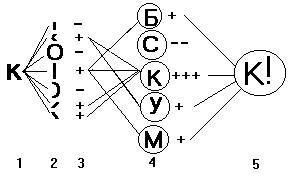 К
О
-
+
-
+
-
+
+
Б +
С --
К +++
У +
М +
К!
1 2 3 4 5